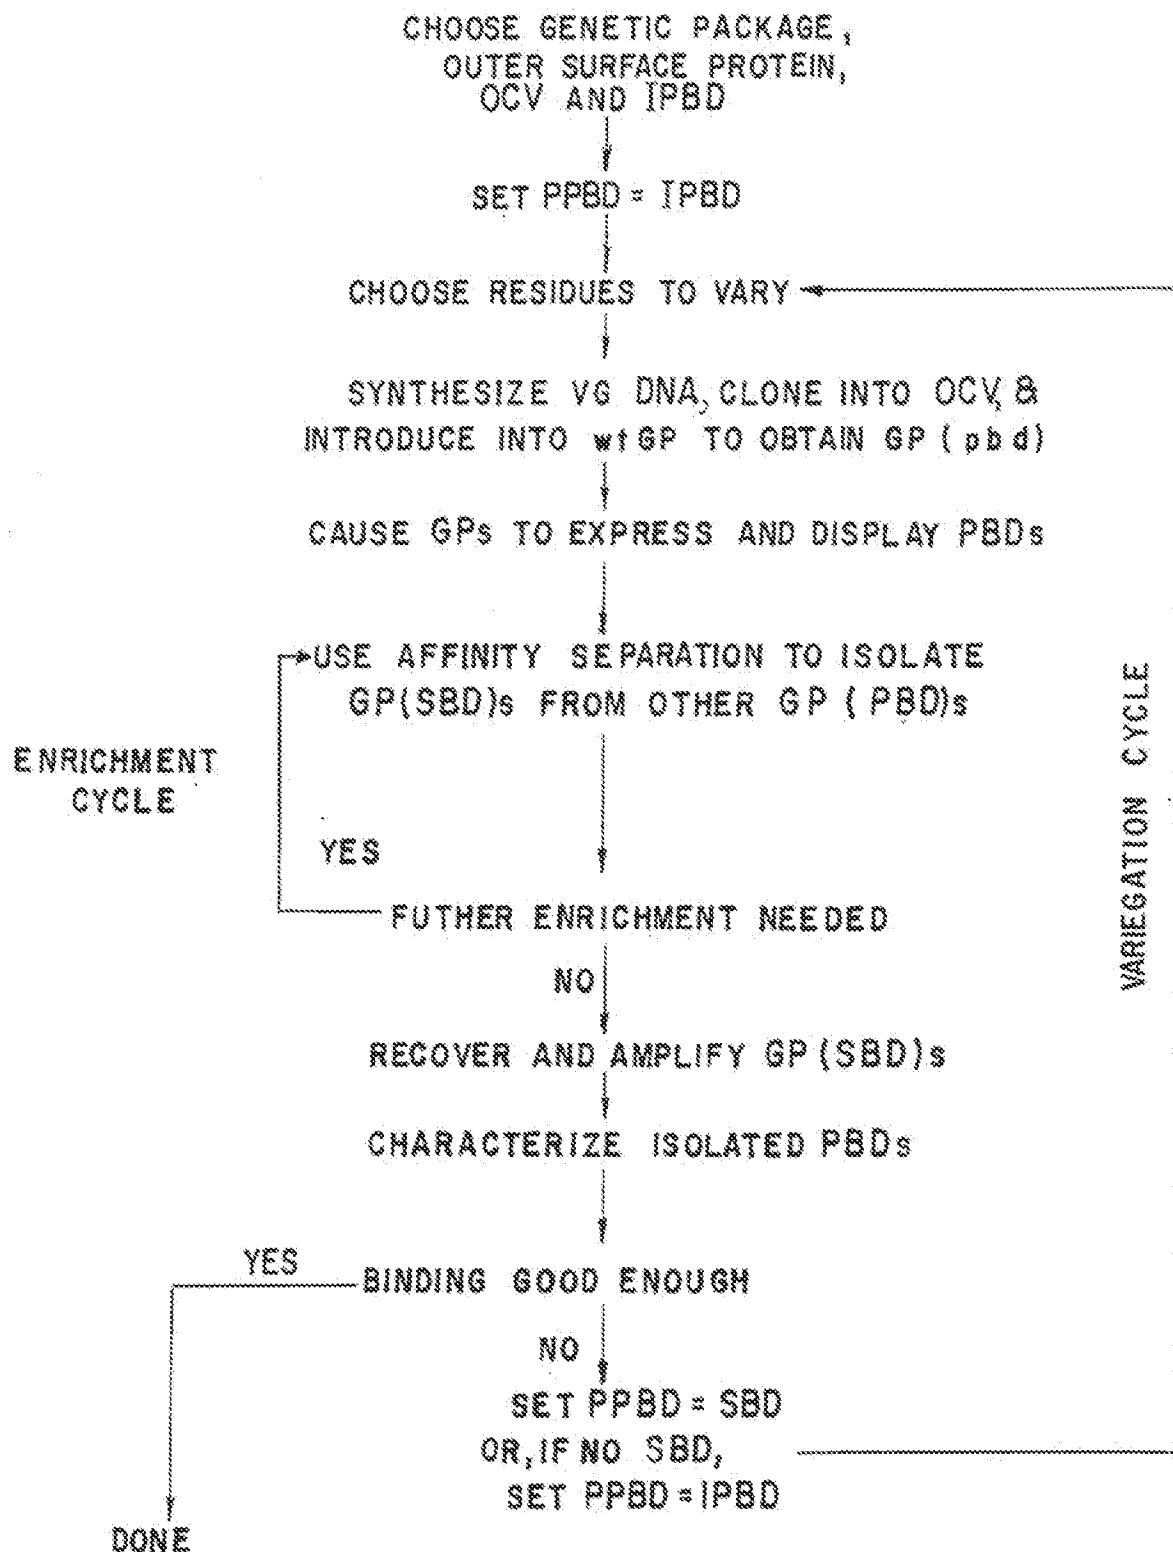 CHOOSE GENETIC PACKAGE,
OUTER SURFACE PROTEIN,
OCV AND IPBD
SET PPBD = IPBD
CHOOSE RESIDUES TO VARY
SYNTHESIZE VG DNA, CLONE INTO OCV, &
INTRODUCE INTO wtGP TO OBTAIN GP (pbd)
CAUSE GPs TO EXPRESS AND DISPLAY PBDs
USE AFFINITY SEPARATION TO ISOLATE
GP(SBD)s FROM OTHER GP (PBD)s
ENRICHMENT
CYCLE
YES
FUTHER ENRICHMENT NEEDED
NO
RECOVER AND AMPLIFY GP(SBD)s
CHARACTERIZE ISOLATED PBDs
YES
BINDING GOOD ENOUGH
NO
SET PPBD = SBD
OR, IF NO SBD,
SET PPBD = IPBD
DONE
VARIEGATION CYCLE